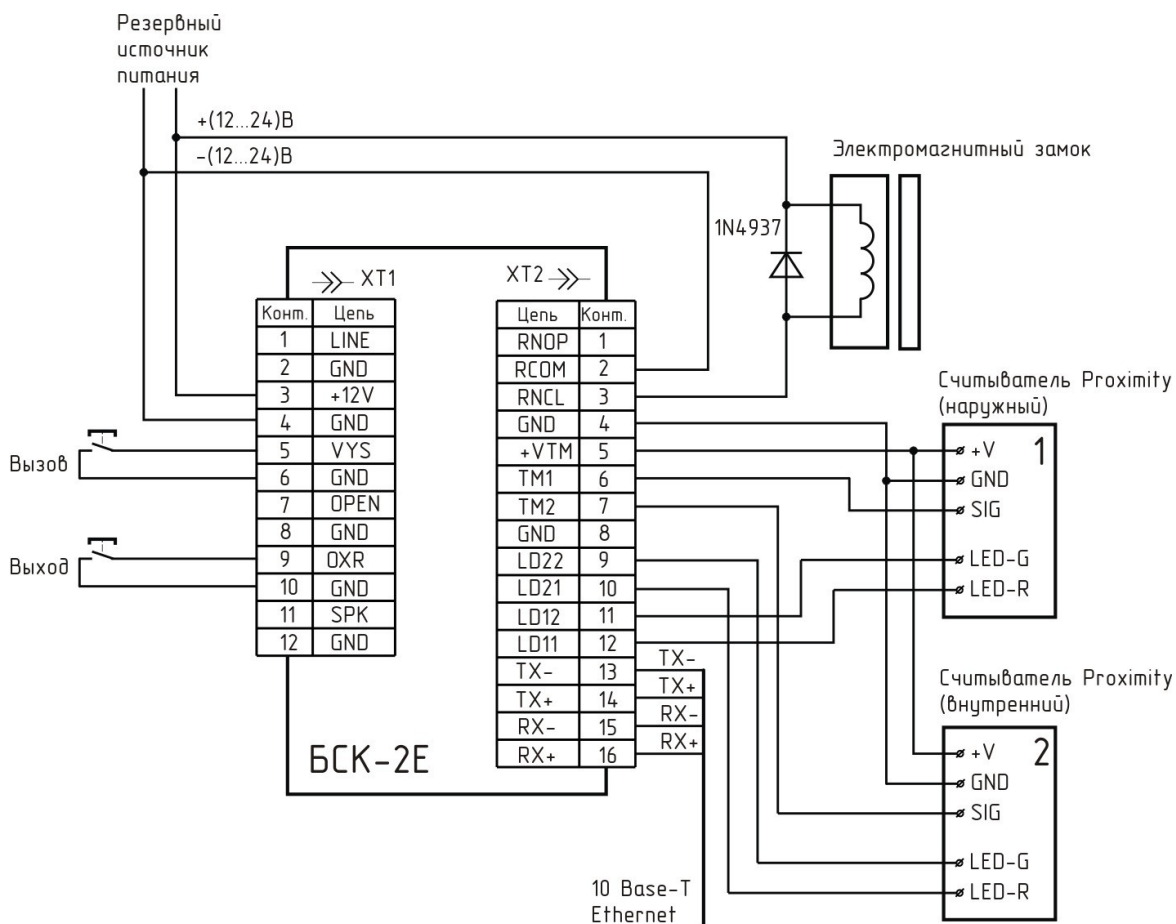 Резервный
источник
питания
+(12...24)В
-(12...24)В
Электромагнитный замок
1N4937
XT1
XT2
Конт. Цепь
1 LINE
2 GND
3 +12V
4 GND
5 VYS
6 GND
7 OPEN
8 GND
9 OXR
10 GND
11 SPK
12 GND
Цепь Конт.
RNOP 1
RCOM 2
RNCL 3
GND 4
+VTM 5
TM1 6
TM2 7
GND 8
LD22 9
LD21 10
LD12 11
LD11 12
TX- 13
TX+ 14
RX- 15
RX+ 16
Вызов
Выход
БСК-2Е
TX-
TX+
RX-
RX+
10 Base-T
Ethernet
Считыватель Proximity
(наружный)
1
+V
GND
SIG
LED-G
LED-R
Считыватель Proximity
(внутренний)
2
+V
GND
SIG
LED-G
LED-R